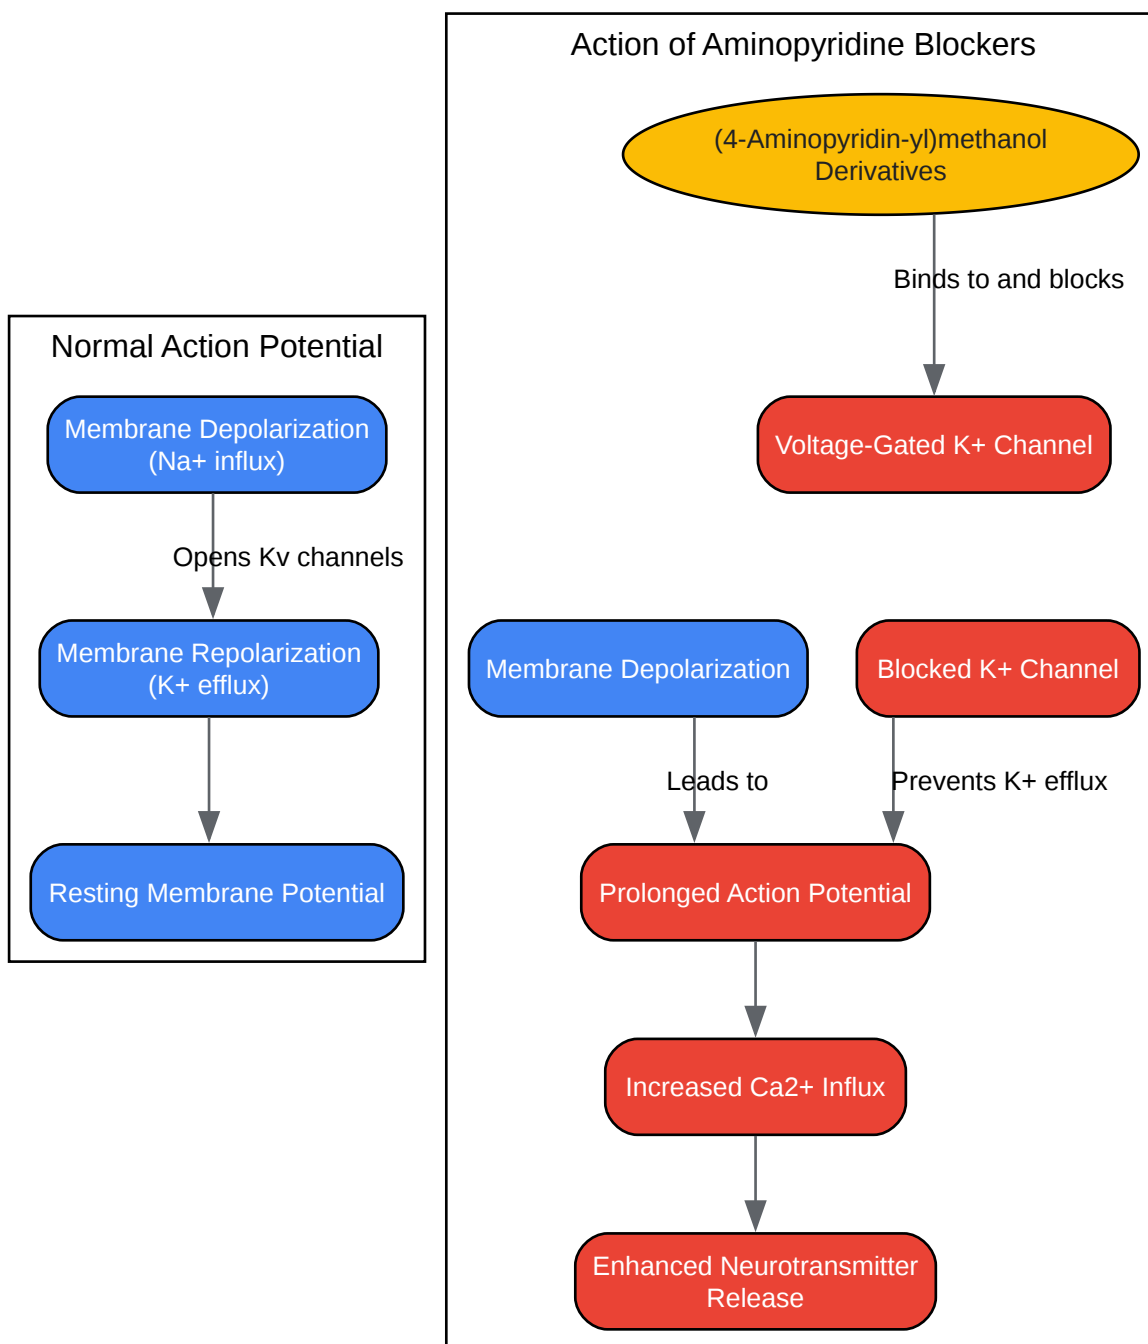 Normal Action Potential
Membrane Depolarization
(Na+ influx)
Opens Kv channels
Membrane Repolarization
(K+ efflux)
Resting Membrane Potential
Action of Aminopyridine Blockers
(4-Aminopyridin-yl)methanol
Derivatives
Binds to and blocks
Voltage-Gated K+ Channel
Membrane Depolarization
Blocked K+ Channel
Leads to
Prevents K+ efflux
Prolonged Action Potential
Increased Ca2+ Influx
Enhanced Neurotransmitter
Release